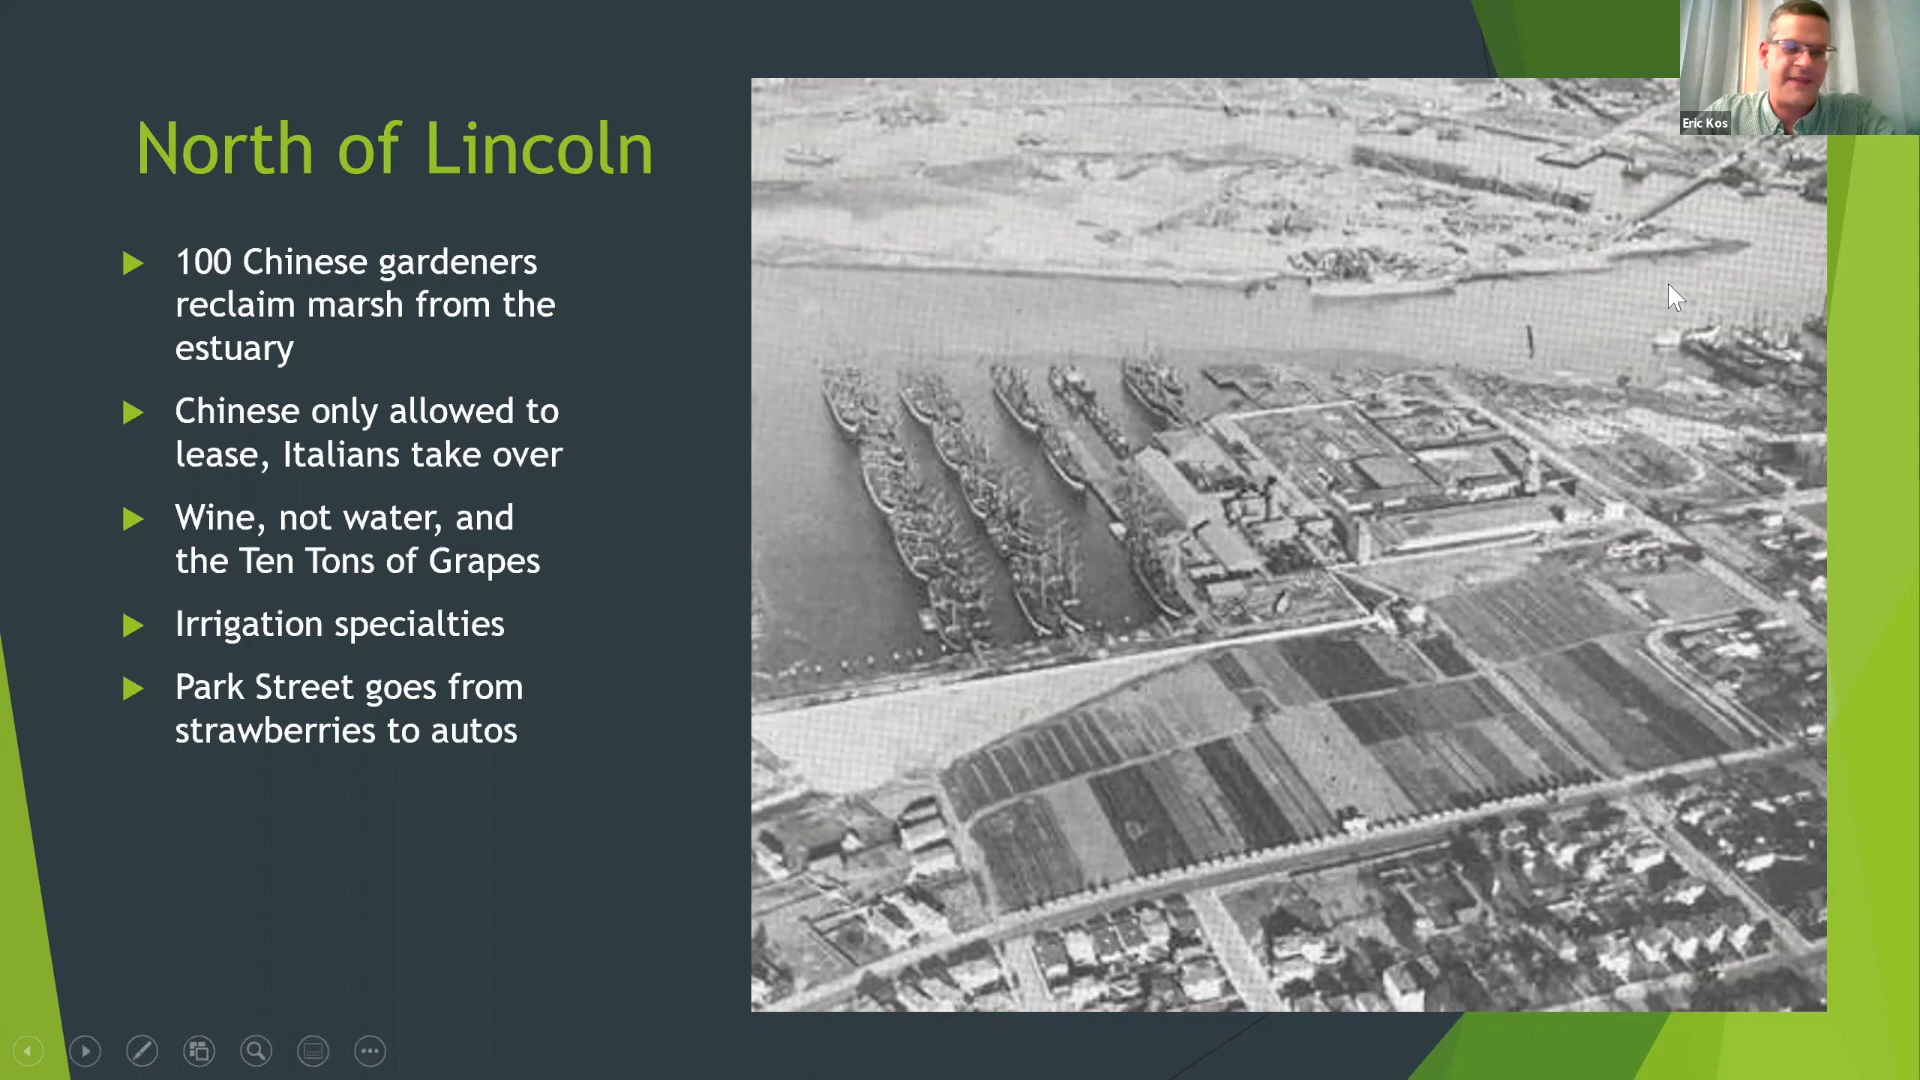 Eric Kos
North of Lincoln
100 Chinese gardeners
reclaim marsh from the
estuary
Chinese only allowed to
lease, Italians take over
Wine, not water, and
the Ten Tons of Grapes
Irrigation specialties
Park Street goes from
strawberries to autos